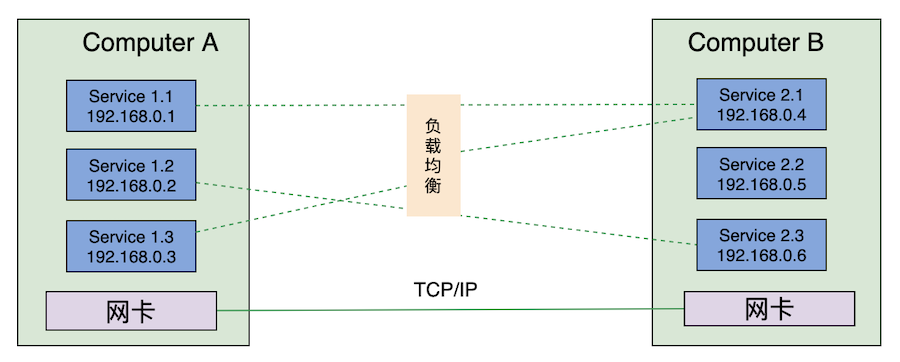 Computer A
Service 1.1
192.168.0.1
Service 1.2
192.168.0.2
Service 1.3
192.168.0.3
网卡
负
载
均
衡
TCP/IP
Computer B
Service 2.1
192.168.0.4
Service 2.2
192.168.0.5
Service 2.3
192.168.0.6
网卡